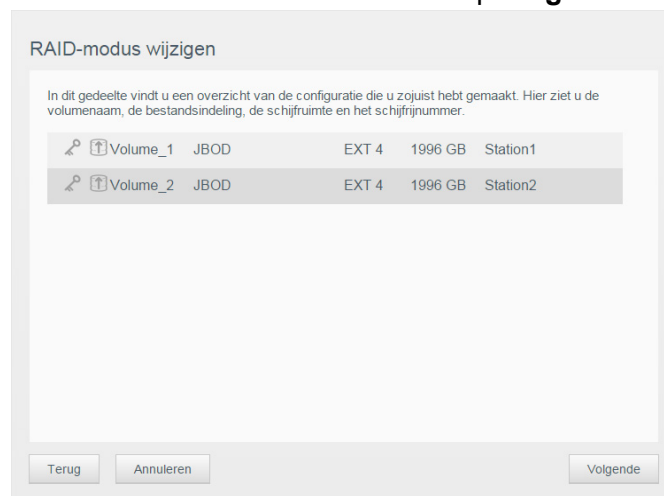 RAID-modus wijzigen
In dit gedeelte vindt u een overzicht van de configuratie die u zojuist hebt gemaakt. Hier ziet u de
volumenaam, de bestandsindeling, de schijfruimte en het schijfrijnummer.
Volume_1 JBOD EXT 4 1996 GB Station1
Volume_2 JBOD EXT 4 1996 GB Station2
Terug Annuleren Volgende